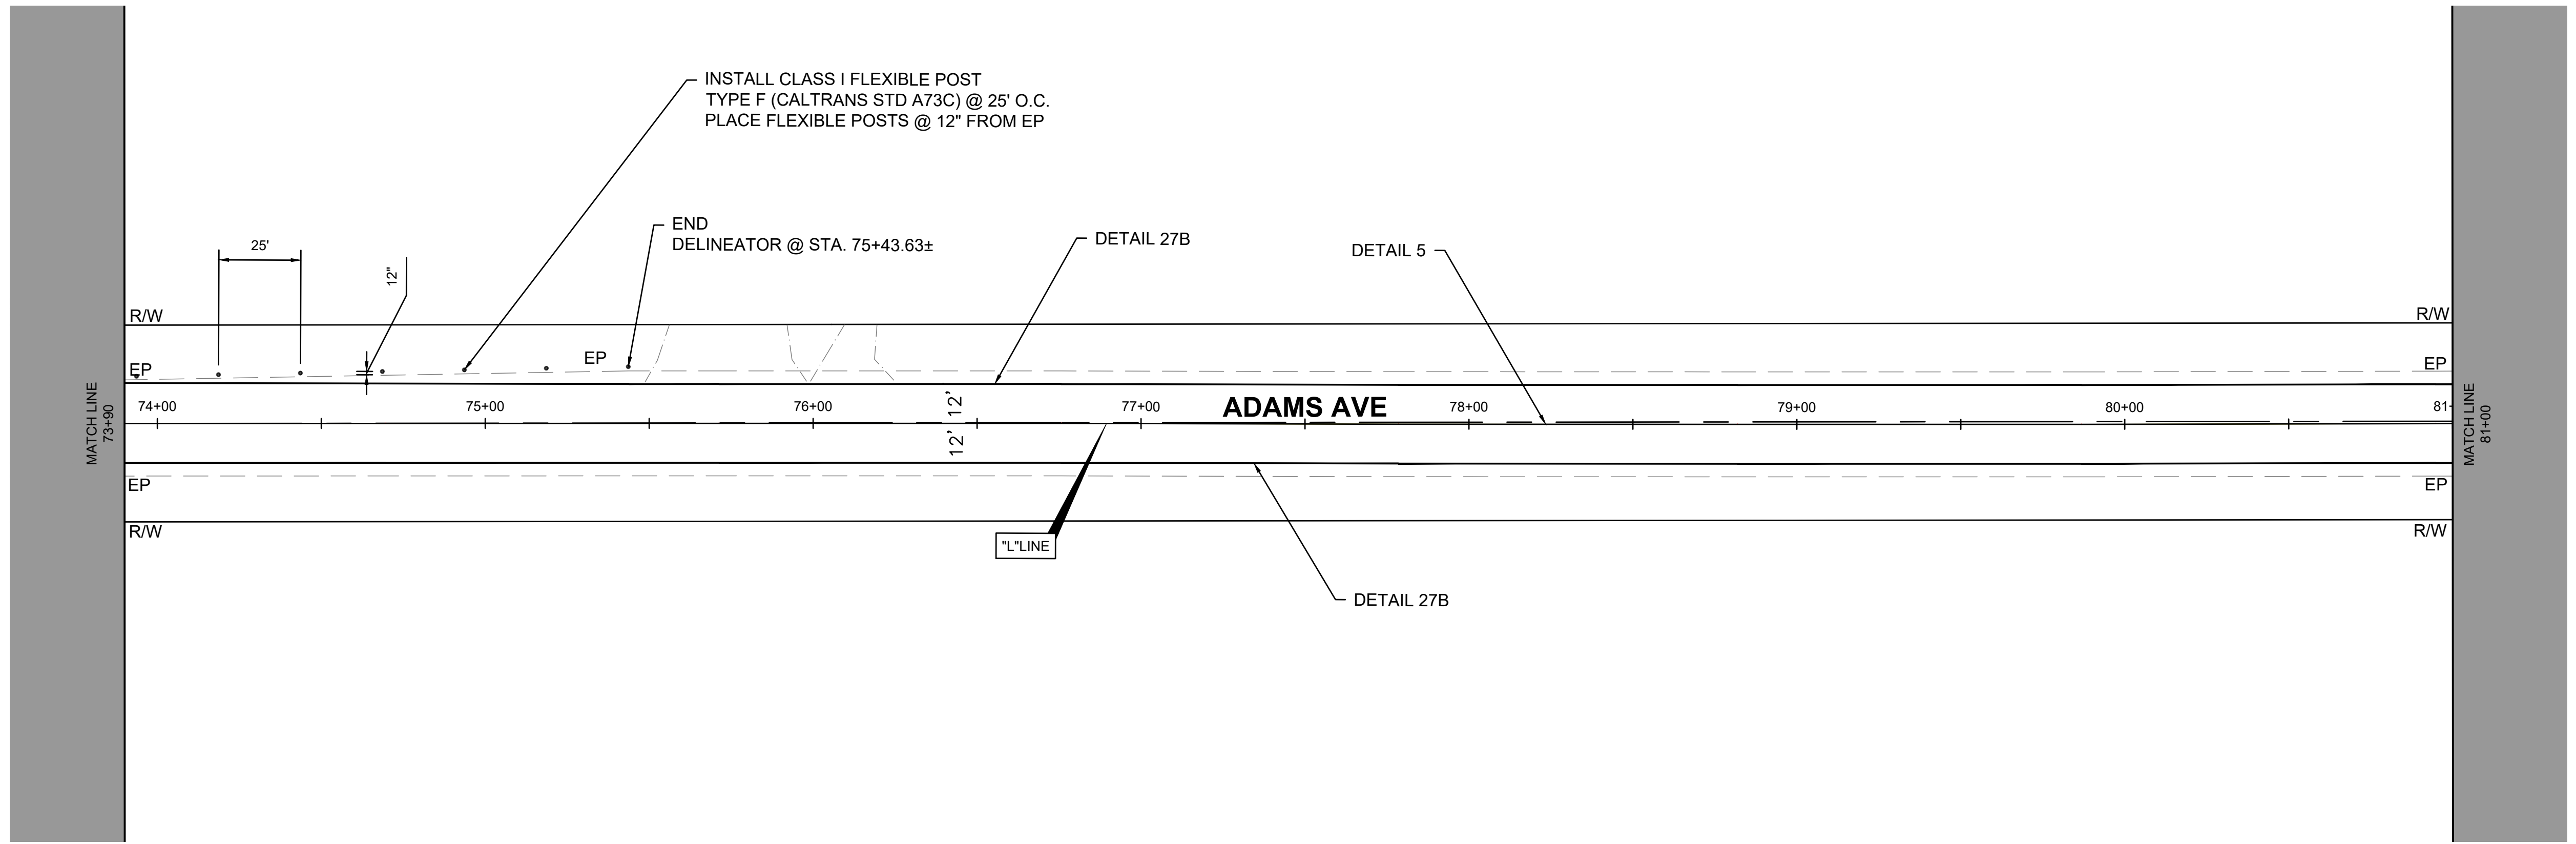 INSTALL CLASS I FLEXIBLE POST
TYPE F (CALTRANS STD A73C) @ 25' O.C.
PLACE FLEXIBLE POSTS @ 12" FROM EP
END
DELINEATOR @ STA. 75+43.63±
DETAIL 27B
DETAIL 5
25'
12"
R/W
R/W
EP
EP
EP
MATCH LINE
73+90
74+00
75+00
76+00
12'
12'
77+00
ADAMS AVE
78+00
79+00
80+00
81+
MATCH LINE
81+00
EP
EP
R/W
R/W
"L"LINE
DETAIL 27B